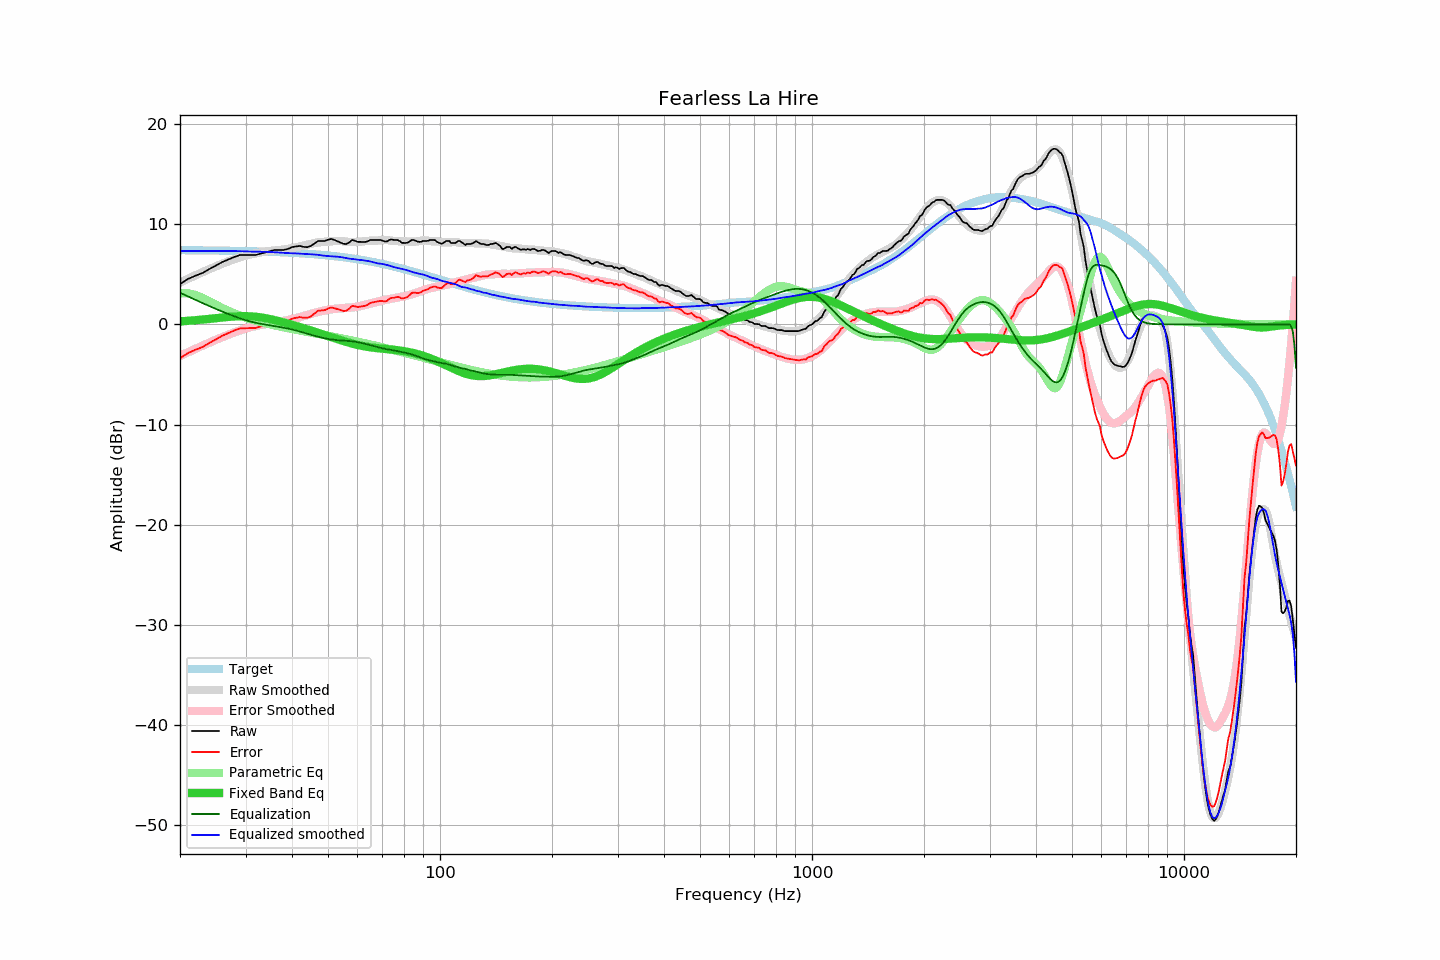 Fearless La Hire
20
10
0
−10
−20
−30
−40
−50
Amplitude (dBr)
Target
Raw Smoothed
Error Smoothed
Raw
Error
Parametric Eq
Fixed Band Eq
Equalization
Equalized smoothed
100
1000
10000
Frequency (Hz)